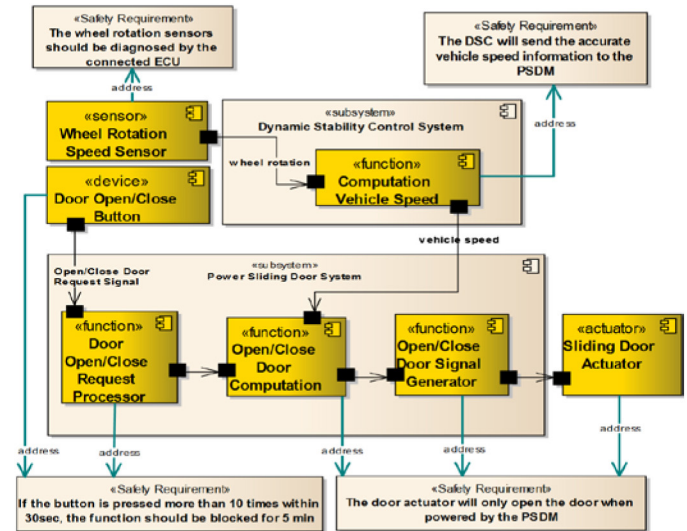 «Safety Requirement»
The wheel rotation sensors
should be diagnosed by the
connected ECU
«Safety Requirement»
The DSC will send the accurate
vehicle speed information to the
PSDM
address
address
«sensor»
Wheel Rotation
Speed Sensor
«subsystem»
Dynamic Stability Control System
wheel rotation
«function»
Computation
Vehicle Speed
«device»
Door Open/Close
Button
vehicle speed
Open/Close Door
Request Signal
«subsystem»
Power Sliding Door System
«function»
Door
Open/Close
Request
Processor
«function»
Open/Close
Door
Computation
«function»
Open/Close
Door Signal
Generator
«actuator»
Sliding Door
Actuator
address
address
address
address
address
«Safety Requirement»
If the button is pressed more than 10 times within
30sec, the function should be blocked for 5 min
«Safety Requirement»
The door actuator will only open the door when
powered by the PSDM